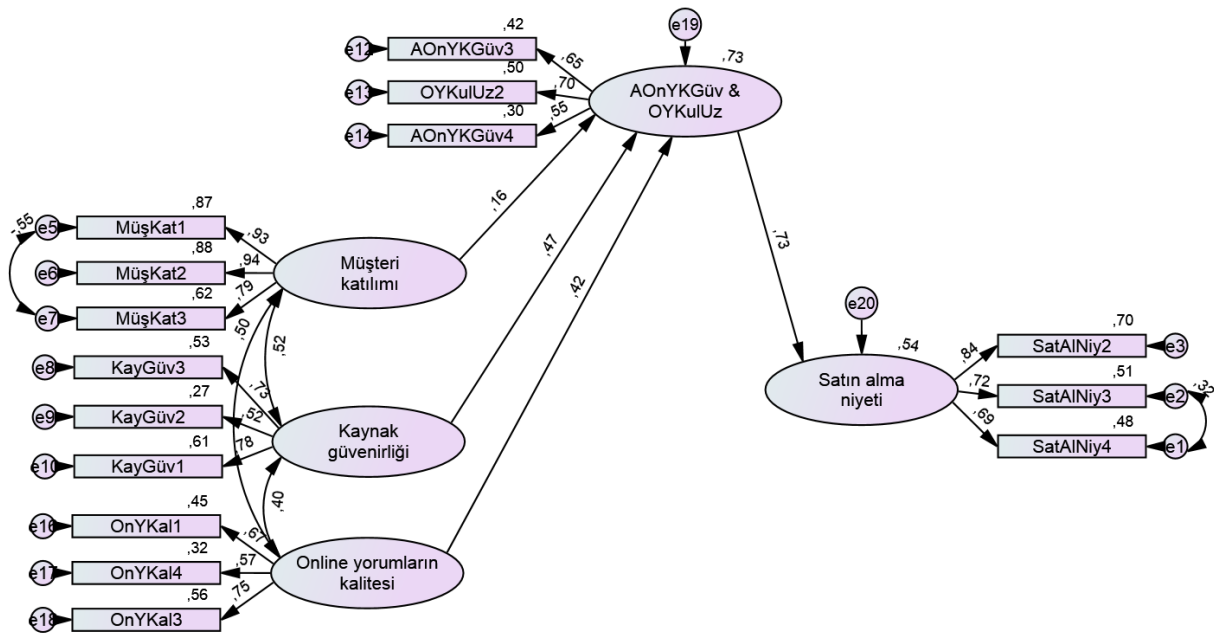 e19
,42
e12
AOnYKGüv3
,65
,73
,50
e13
OYKulUz2
,70
AOnYKGüv &
OYKulUz
,30
e14
AOnYKGüv4
,55
,16
,47
,42
,73
-,55
,87
e5
MüşKat1
,93
,88
e6
MüşKat2
,94
Müşteri
katılımı
,62
e7
MüşKat3
,79
,50
,52
,53
e8
KayGüv3
,73
,27
e9
KayGüv2
,52
Kaynak
güvenirliği
,61
e10
KayGüv1
,78
,40
,45
e16
OnYKal1
,67
,32
e17
OnYKal4
,57
Online yorumların
kalitesi
,56
e18
OnYKal3
,75
e20
,54
Satın alma
niyeti
,70
,84
SatAlNiy2
e3
,51
,72
SatAlNiy3
e2
,32
,48
,69
SatAlNiy4
e1